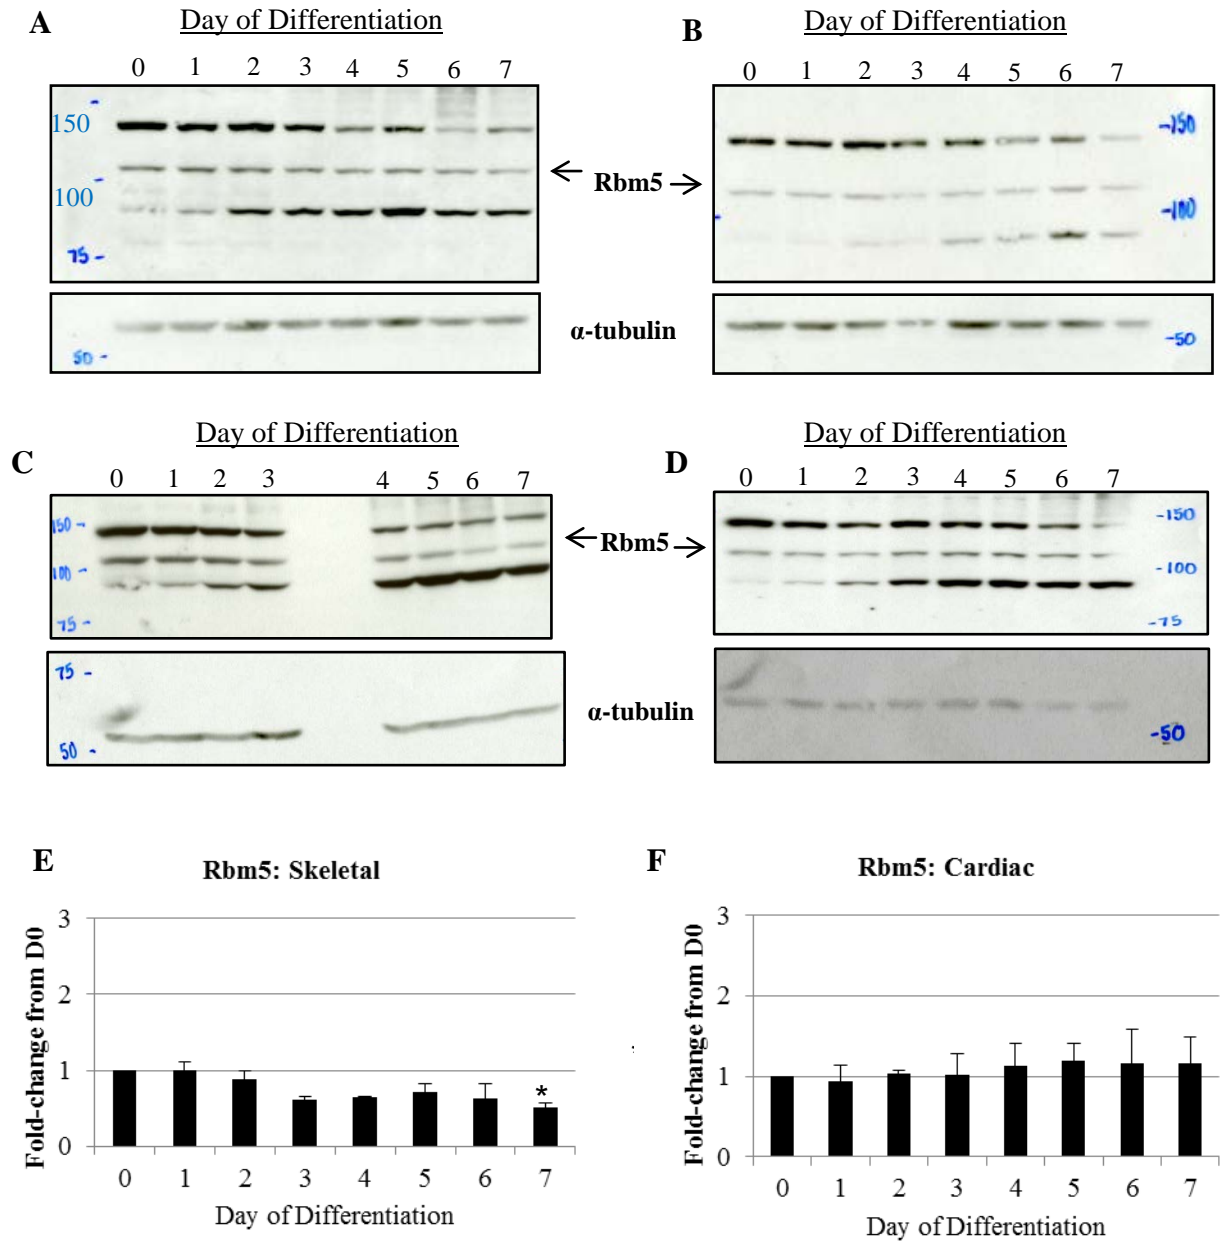 A
Day of Differentiation
0 1 2 3 4 5 6 7
150
100
75 -
50 -
B
Day of Differentiation
0 1 2 3 4 5 6 7
-150
-100
-50
Rbm5
α-tubulin
C
Day of Differentiation
0 1 2 3 4 5 6 7
150 -
100 -
75 -
75 -
50 -
D
Day of Differentiation
0 1 2 3 4 5 6 7
-150
-100
-75
-50
Rbm5
α-tubulin
E
Rbm5: Skeletal
Fold-change from D0
3
2
1
0
*
0 1 2 3 4 5 6 7
Day of Differentiation
F
Rbm5: Cardiac
Fold-change from D0
3
2
1
0
0 1 2 3 4 5 6 7
Day of Differentiation